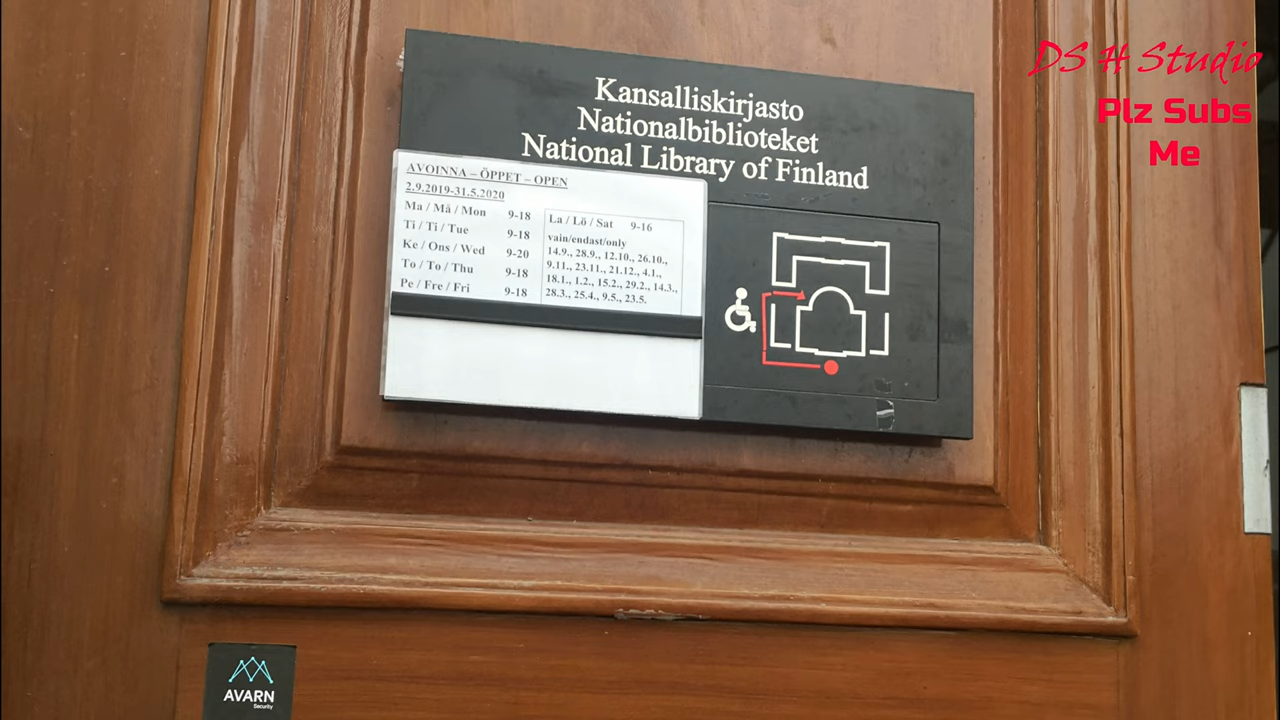 Kansalliskirjasto
Nationalbiblioteket
National Library of Finland
AVOINNA – ÖPPET – OPEN
2.9.2019-31.5.2020
Ma / Må / Mon 9-18
Ti / Ti / Tue 9-18
Ke / Ons / Wed 9-20
To / To / Thu 9-18
Pe / Fre / Fri 9-18
La / Lö / Sat 9-16
vain/endast/only
14.9., 28.9., 12.10., 26.10.,
9.11., 23.11., 21.12., 4.1.,
18.1., 1.2., 15.2., 29.2., 14.3.,
28.3., 25.4., 9.5., 23.5.
DS H Studio
Plz Subs
Me
AVARN
Security